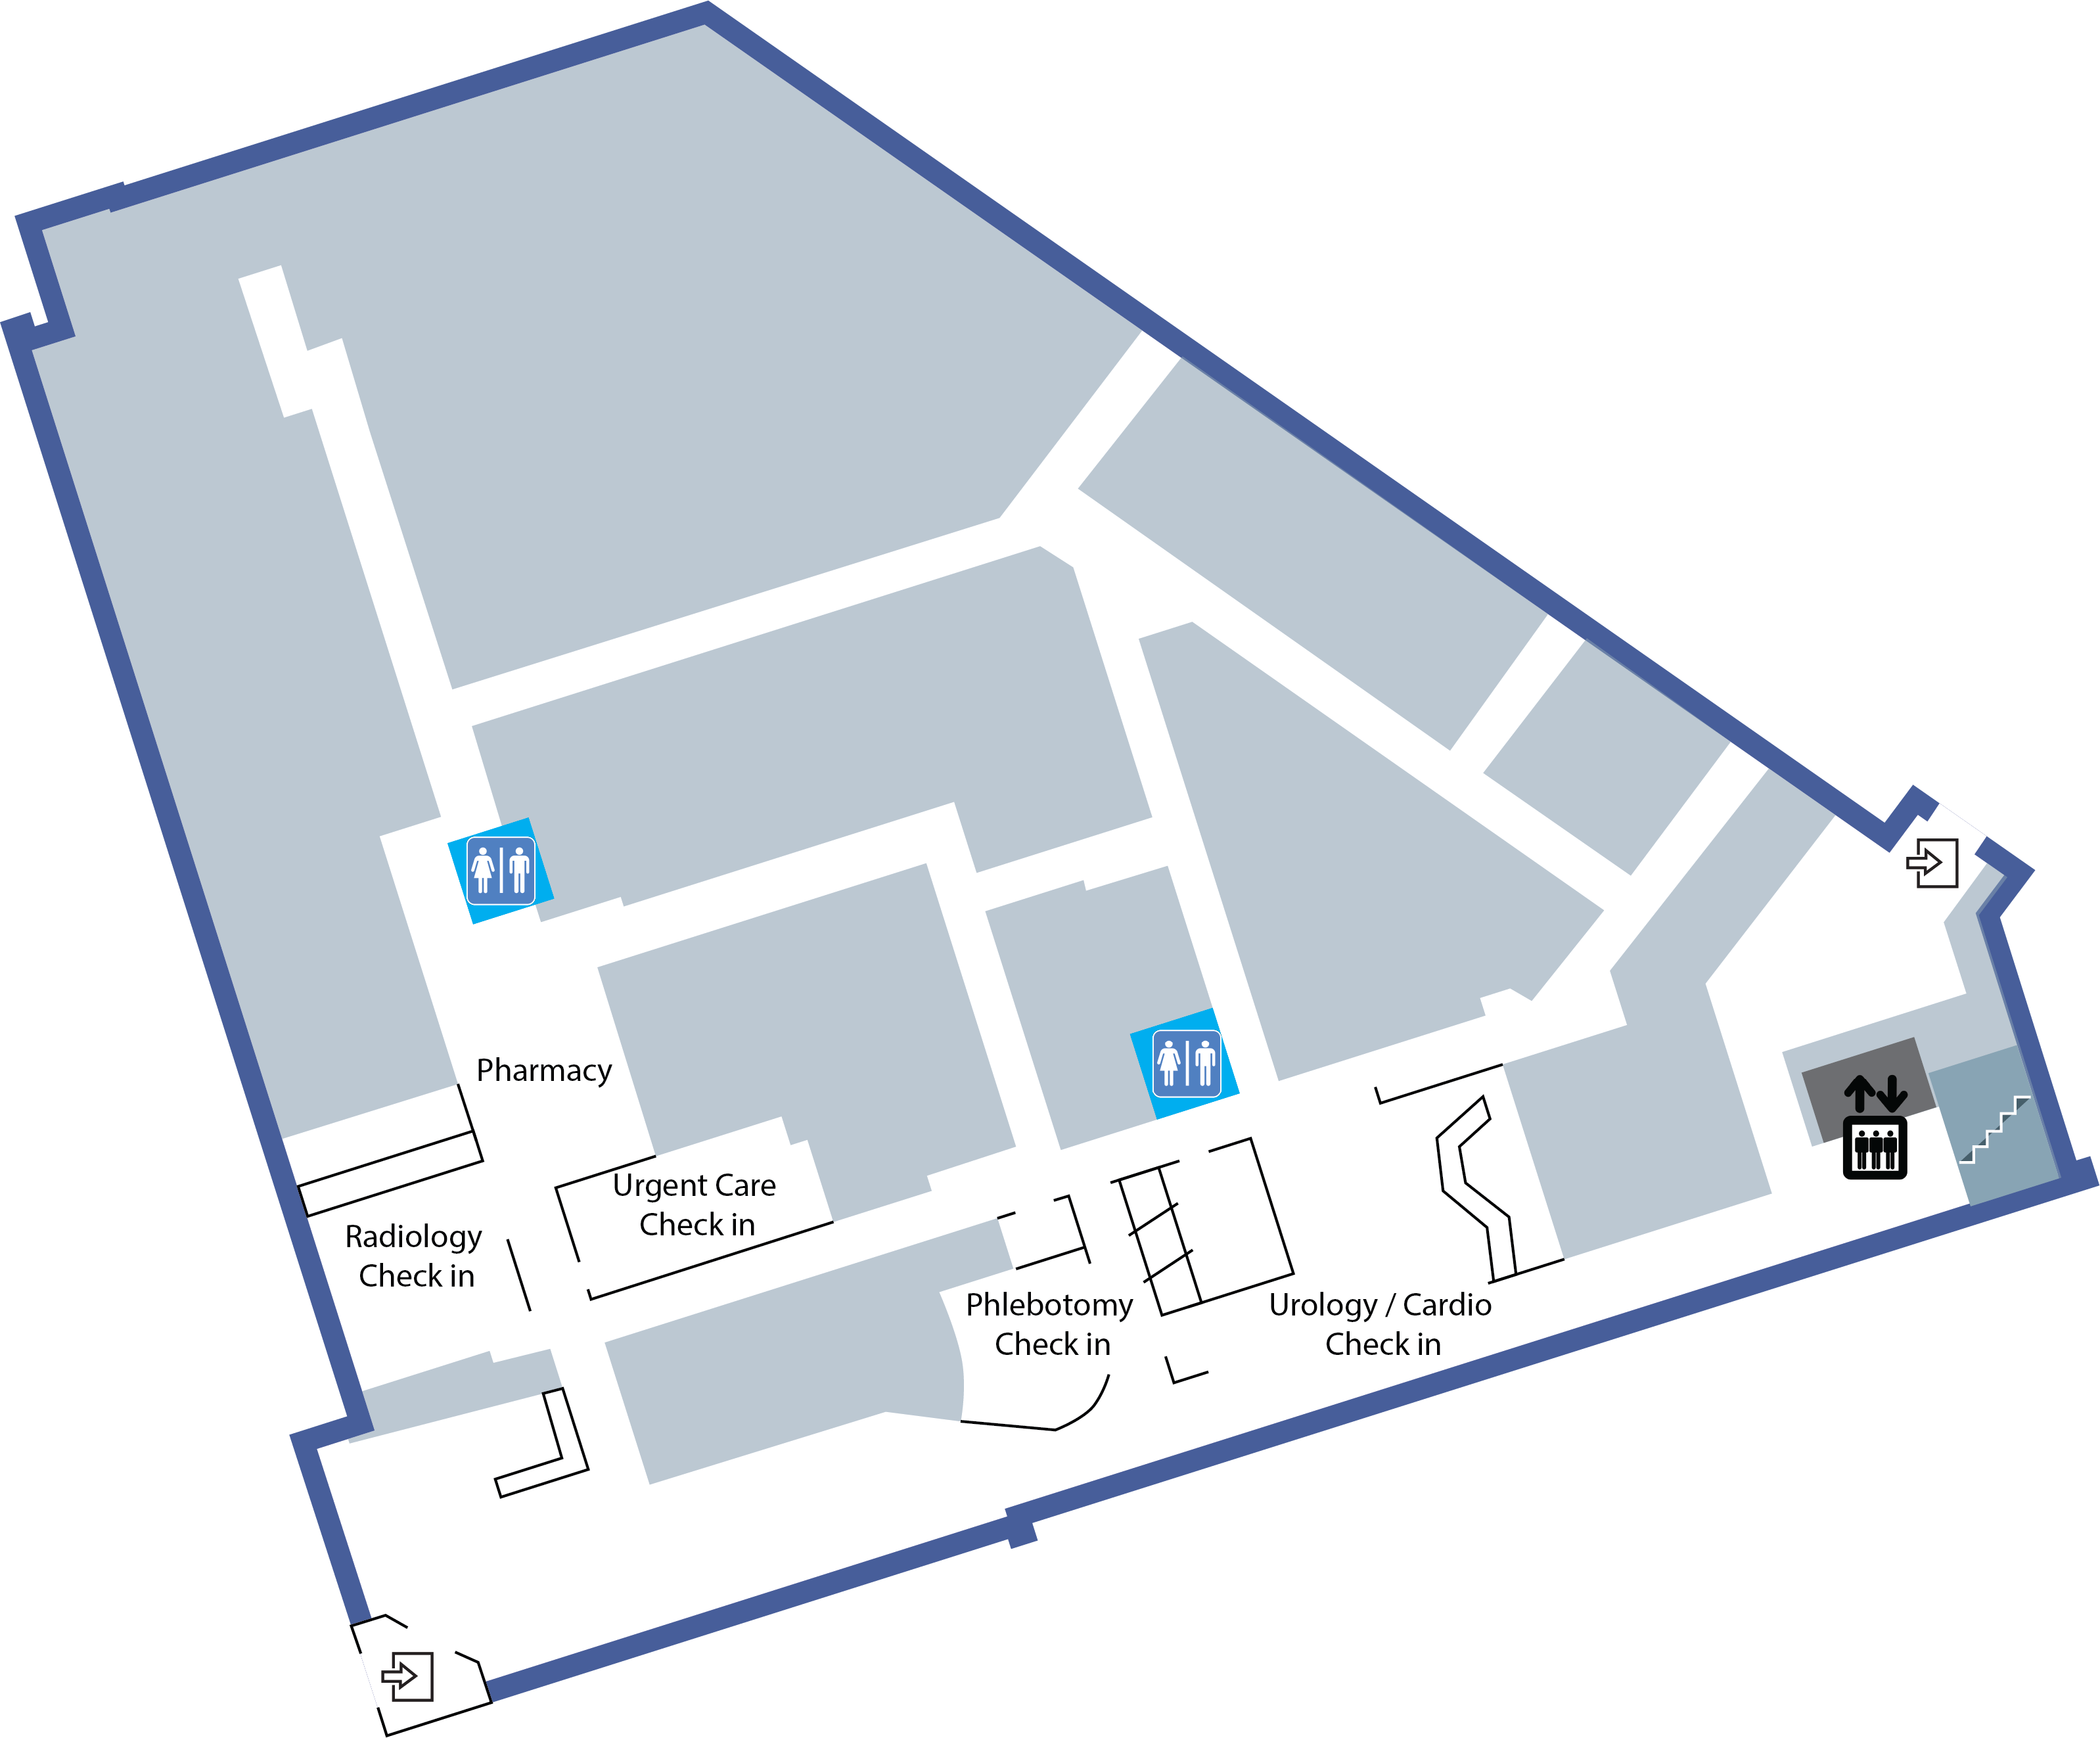 Pharmacy
Urgent Care
Check in
Radiology
Check in
Phlebotomy
Check in
Urology / Cardio
Check in